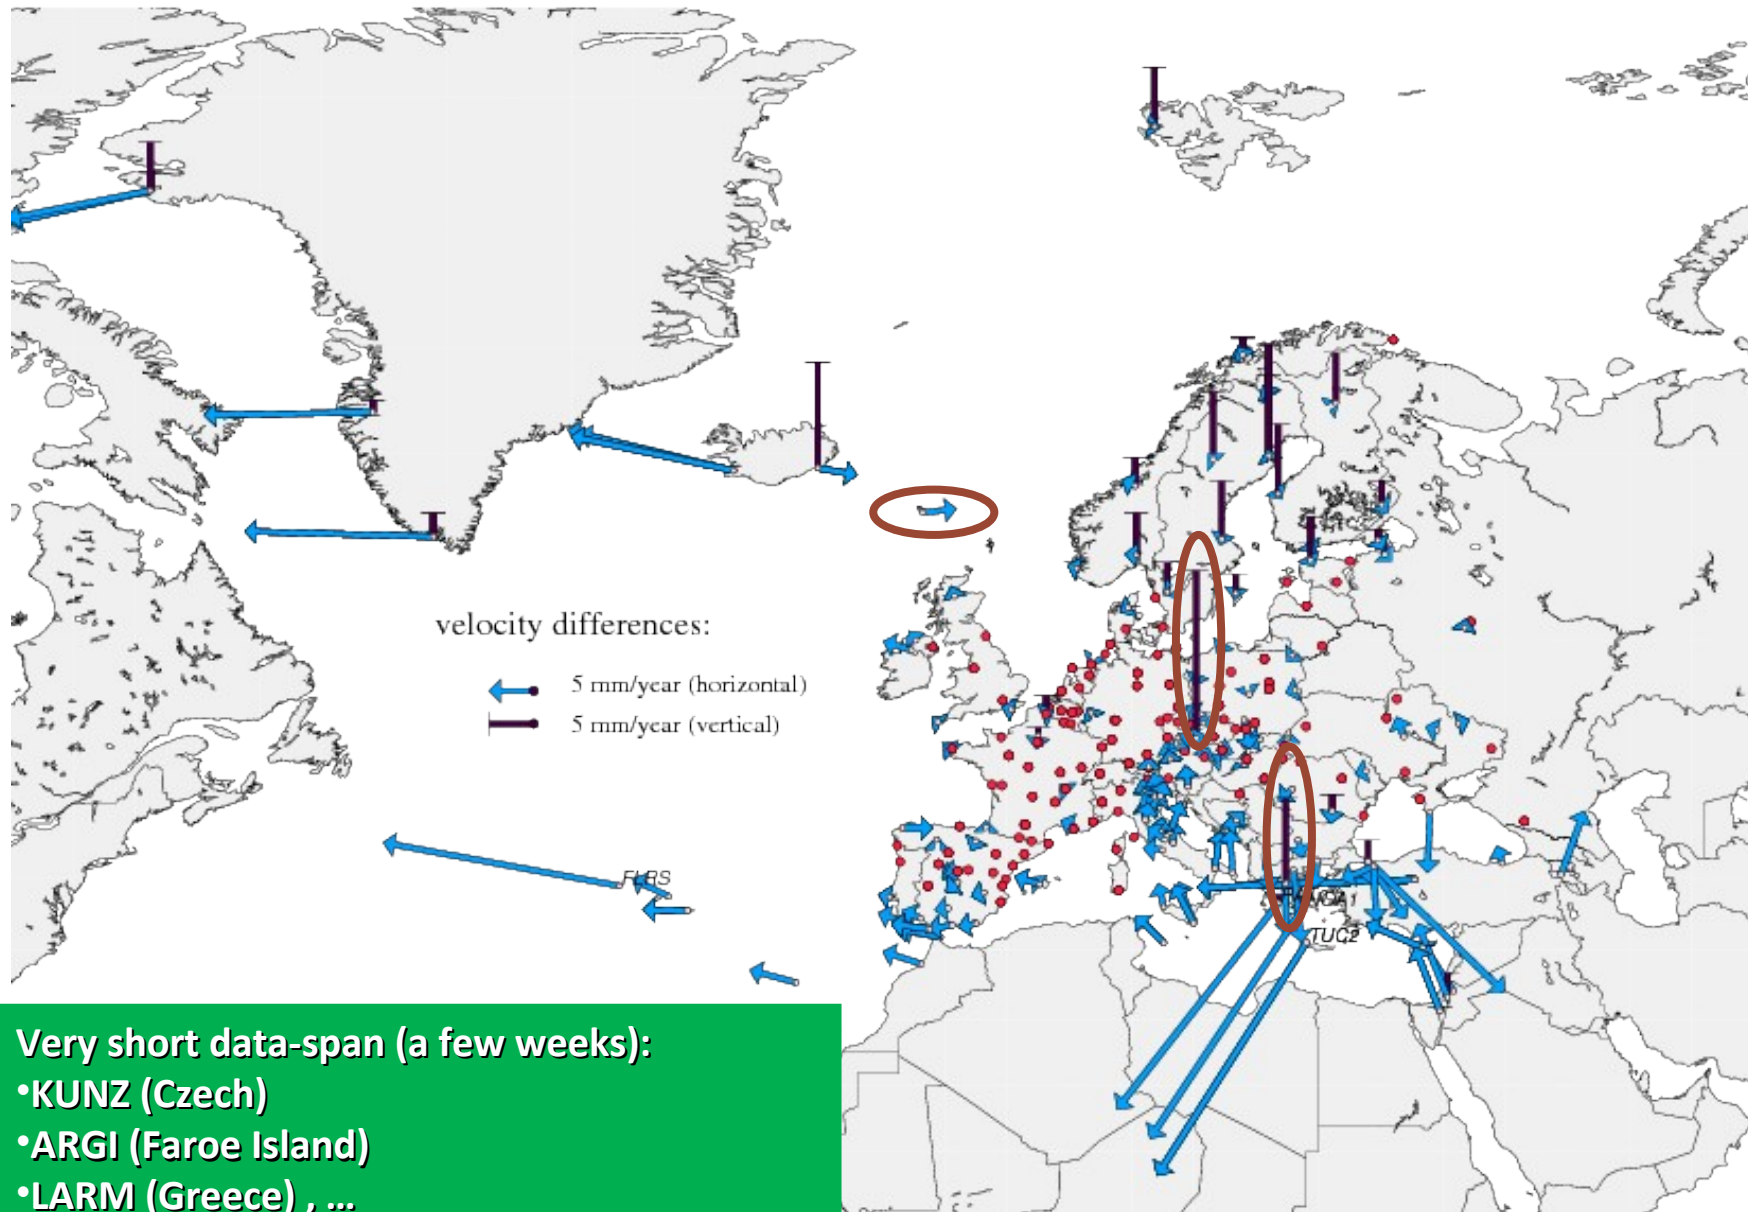 velocity differences:
5 mm/year (horizontal)
5 mm/year (vertical)
FLRS
TUC2
Very short data-span (a few weeks):
•KUNZ (Czech)
•ARGI (Faroe Island)
•LARM (Greece) , ...